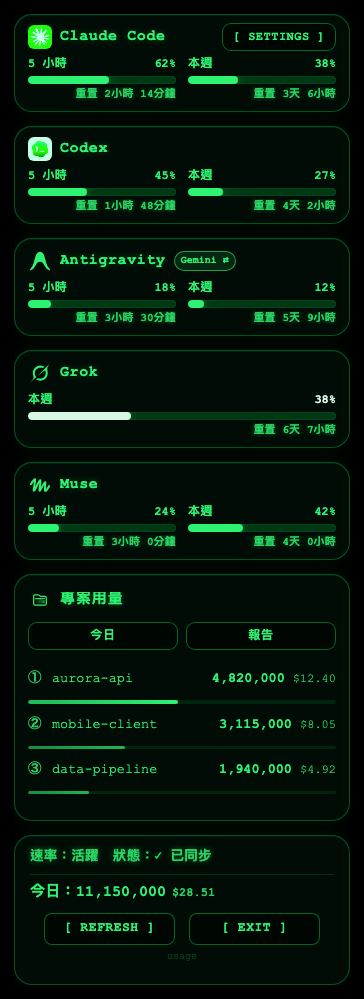 Claude Code [ SETTINGS ]
5 小時 62% 本週 38%
重置 2小時 14分鐘 重置 3天 6小時
Codex
5 小時 45% 本週 27%
重置 1小時 48分鐘 重置 4天 2小時
Antigravity Gemini ⇄
5 小時 18% 本週 12%
重置 3小時 30分鐘 重置 5天 9小時
Grok
本週 38%
重置 6天 7小時
Muse
5 小時 24% 本週 42%
重置 3小時 0分鐘 重置 4天 0小時
專案用量
今日 報告
① aurora-api 4,820,000 $12.40
② mobile-client 3,115,000 $8.05
③ data-pipeline 1,940,000 $4.92
速率：活躍 狀態：✓ 已同步
今日：11,150,000 $28.51
[ REFRESH ] [ EXIT ]
usage